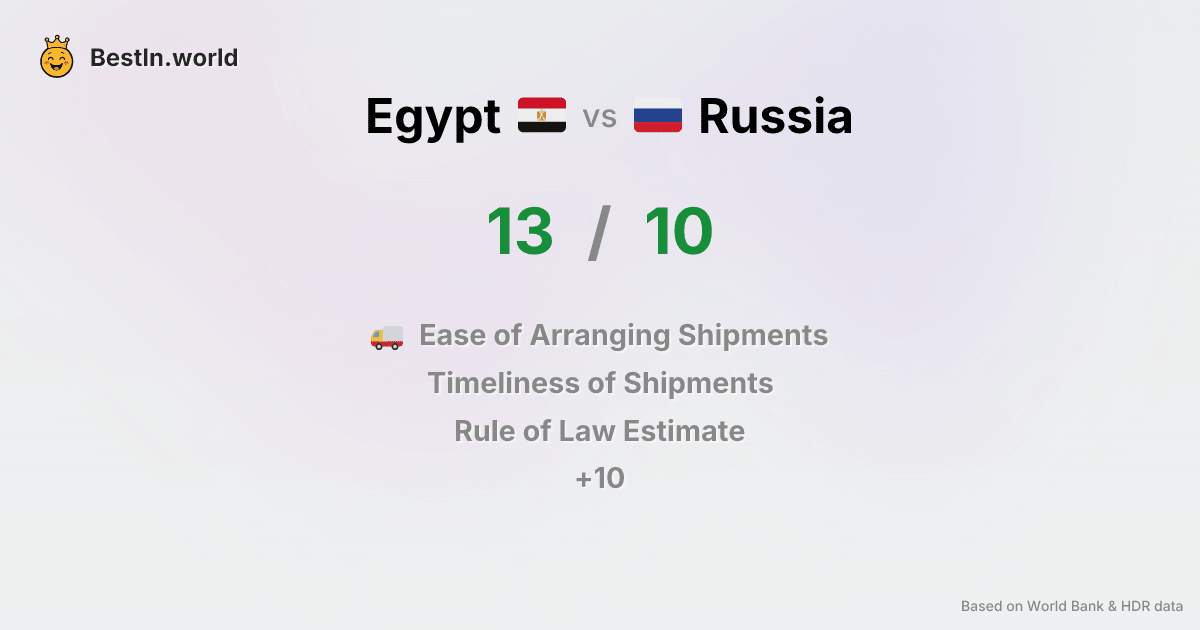 BestIn.world
Egypt vs Russia
13 / 10
Ease of Arranging Shipments
Timeliness of Shipments
Rule of Law Estimate
+10
Based on World Bank & HDR data